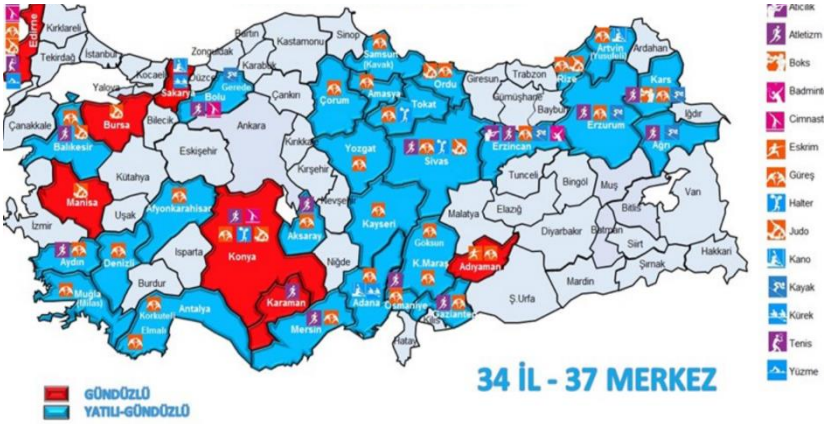 Kırklareli
Edirne
Tekirdağ
İstanbul
Kocaeli
Yalova
Sakarya
Düzce
Bolu
Gerede
Zonguldak
Bartın
Karabük
Kastamonu
Sinop
Samsun
(Kavak)
Çankırı
Çorum
Amasya
Tokat
Ordu
Giresun
Trabzon
Gümüşhane
Rize
Artvin
(Yusufeli)
Ardahan
Kars
Iğdır
Erzurum
Ağrı
Erzincan
Sivas
Yozgat
Kırıkkale
Kırşehir
Ankara
Eskişehir
Bilecik
Bursa
Çanakkale
Balıkesir
Kütahya
Manisa
Uşak
İzmir
Afyonkarahisar
Konya
Aksaray
Nevşehir
Kayseri
Malatya
Elazığ
Tunceli
Bingöl
Muş
Bitlis
Van
Hakkari
Şırnak
Siirt
Batman
Diyarbakır
Mardin
Ş.Urfa
Adıyaman
Göksun
K.Maraş
Niğde
Karaman
Mersin
Adana
Osmaniye
Gaziantep
Kilis
Hatay
Antalya
Korkuteli
Elmalı
Isparta
Burdur
Denizli
Aydın
Muğla
(Milas)
Atıcılık
Atletizm
Boks
Badminto
Cimnasti
Eskrim
Güreş
Halter
Judo
Kano
Kayak
Kürek
Tenis
Yüzme
34 İL - 37 MERKEZ
GÜNDÜZLÜ
YATILI-GÜNDÜZLÜ